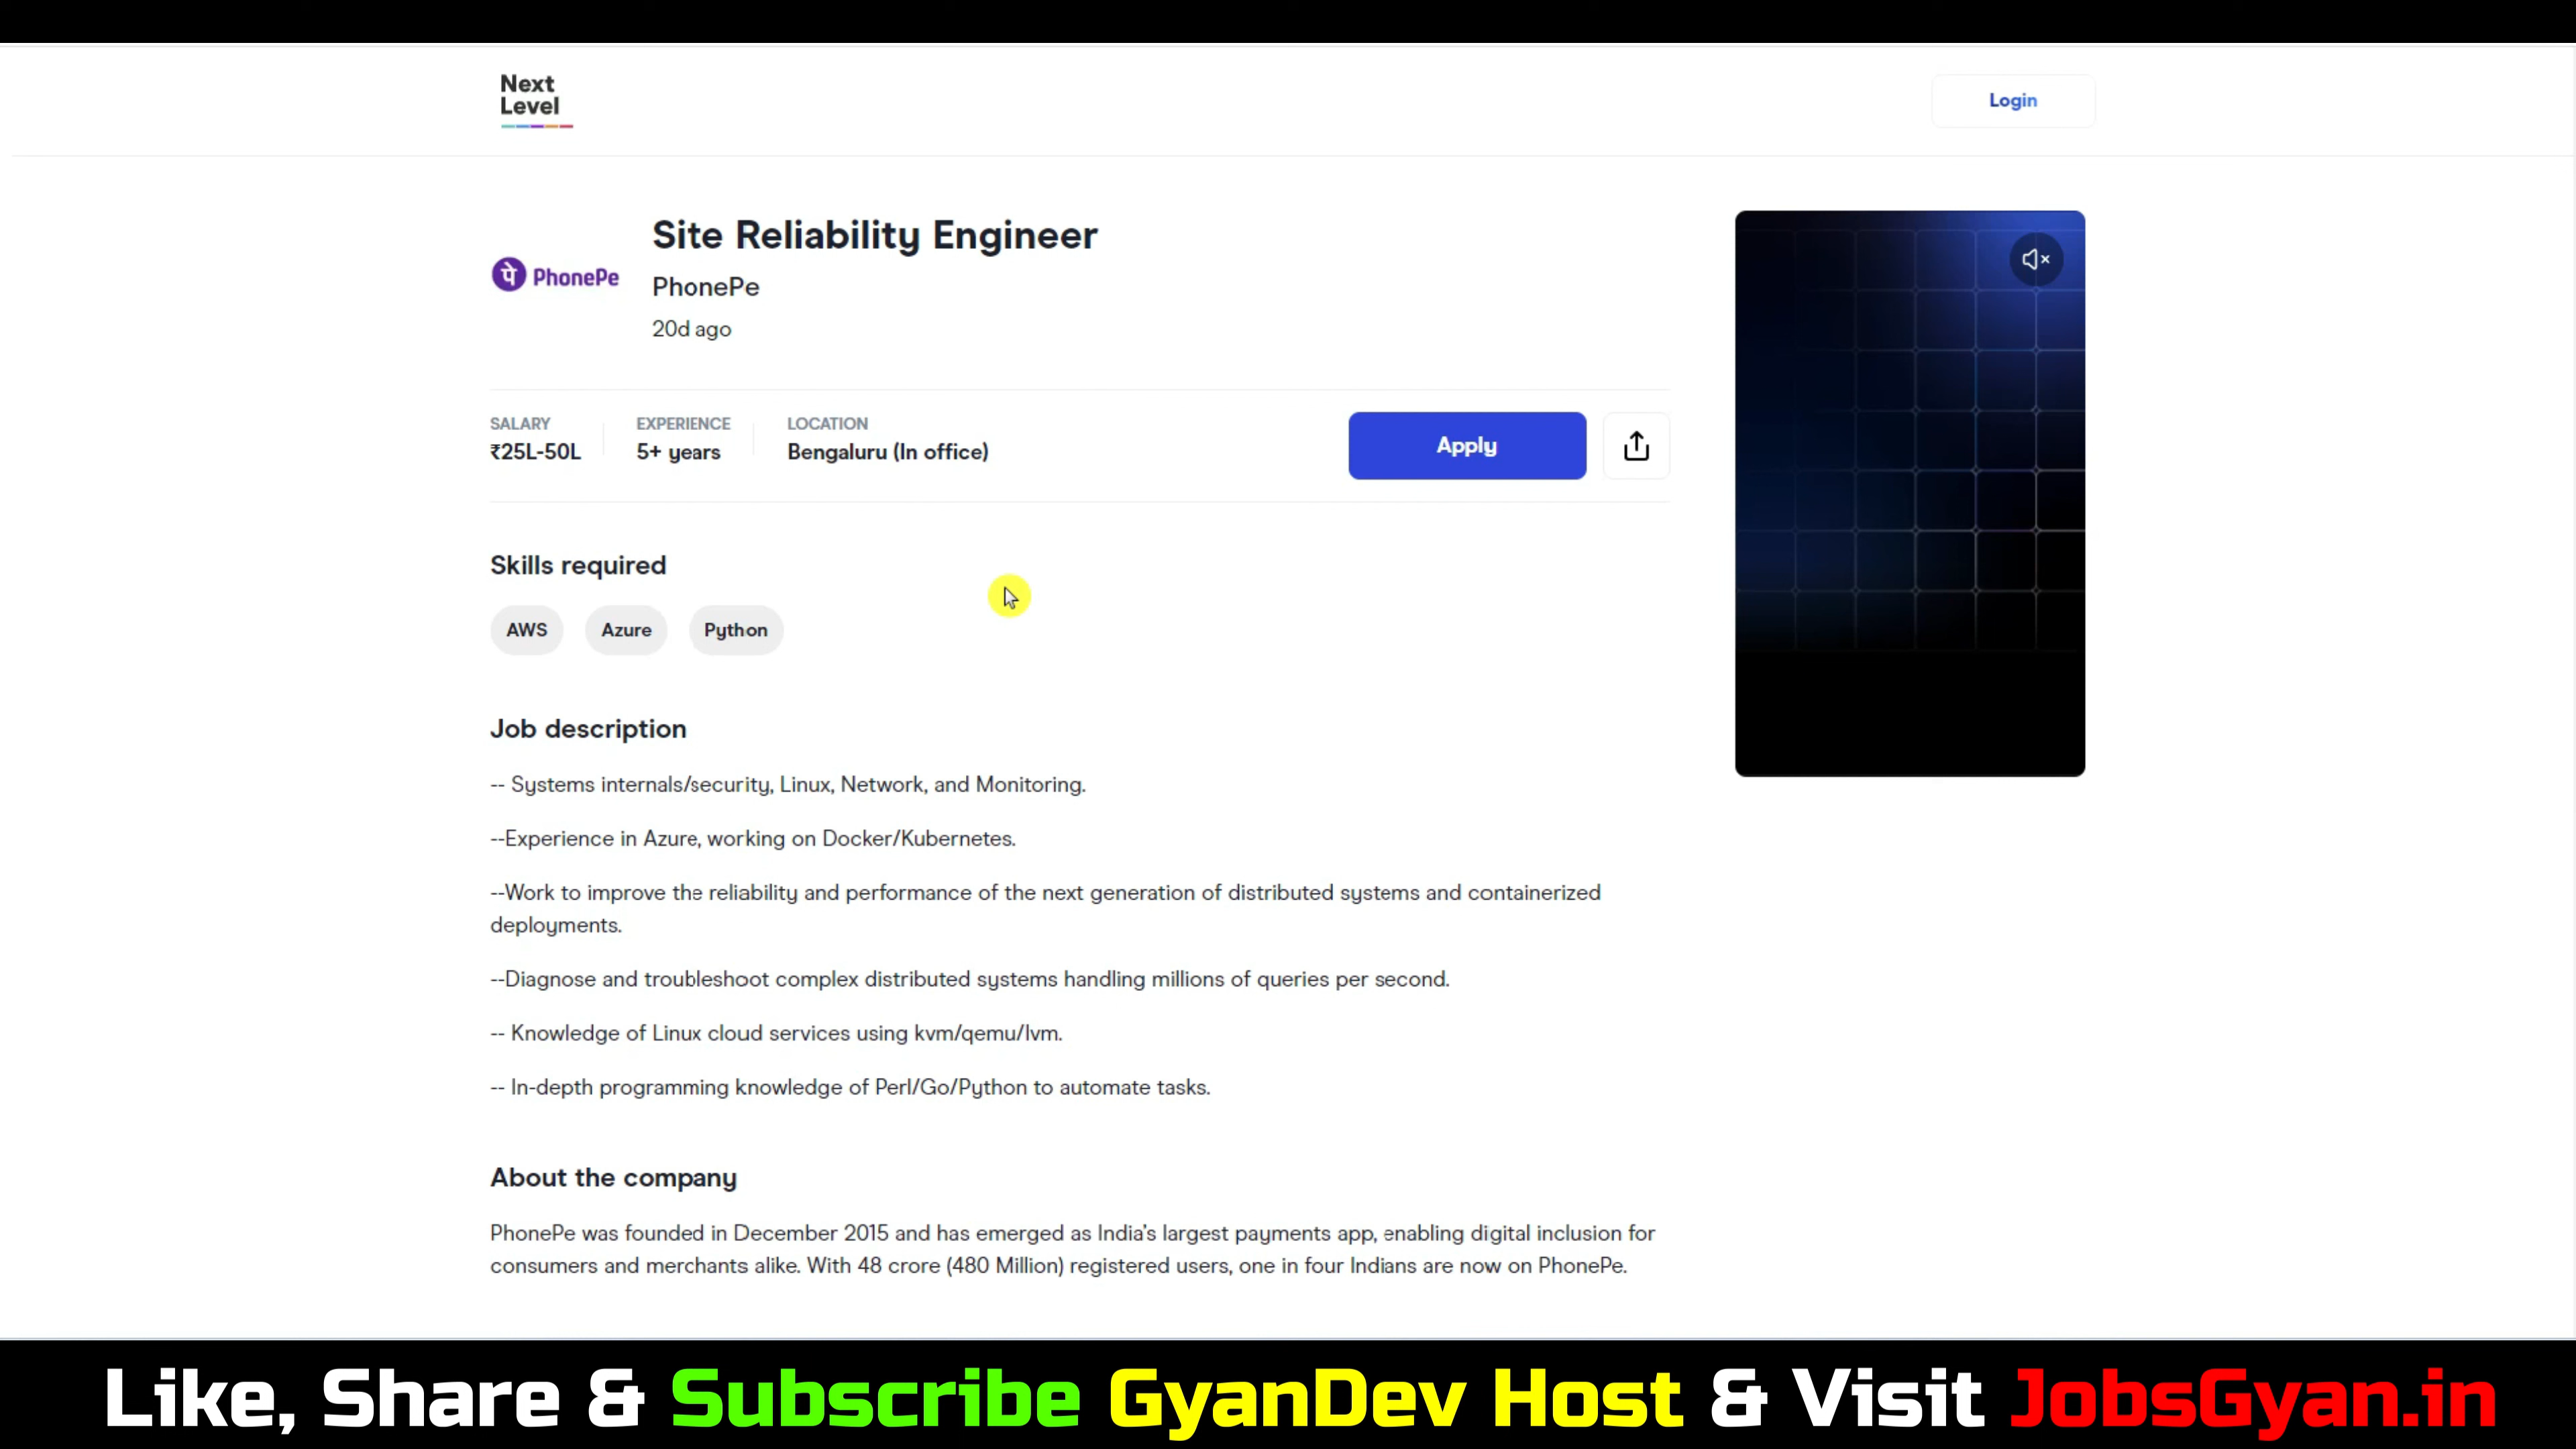 Next
Level
Login
Site Reliability Engineer
पे PhonePe
PhonePe
20d ago
SALARY EXPERIENCE LOCATION
₹25L-50L 5+ years Bengaluru (In office)
Apply
Skills required
AWS Azure Python
Job description
-- Systems internals/security, Linux, Network, and Monitoring.
--Experience in Azure, working on Docker/Kubernetes.
--Work to improve the reliability and performance of the next generation of distributed systems and containerized
deployments.
--Diagnose and troubleshoot complex distributed systems handling millions of queries per second.
-- Knowledge of Linux cloud services using kvm/qemu/lvm.
-- In-depth programming knowledge of Perl/Go/Python to automate tasks.
About the company
PhonePe was founded in December 2015 and has emerged as India's largest payments app, enabling digital inclusion for
consumers and merchants alike. With 48 crore (480 Million) registered users, one in four Indians are now on PhonePe.
Like, Share & Subscribe GyanDev Host & Visit JobsGyan.in